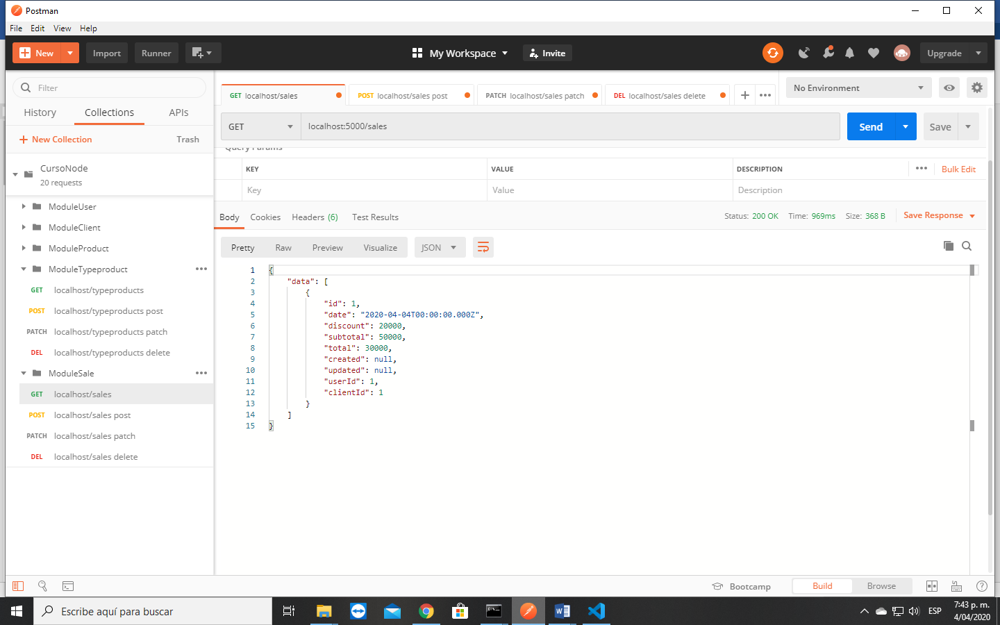 Postman
File Edit View Help
New Import Runner My Workspace Invite Upgrade
Filter
History Collections APIs
New Collection Trash
CursoNode
20 requests
ModuleUser
ModuleClient
ModuleProduct
ModuleTypeproduct
GET localhost/typeproducts
POST localhost/typeproducts post
PATCH localhost/typeproducts patch
DEL localhost/typeproducts delete
ModuleSale
GET localhost/sales
POST localhost/sales post
PATCH localhost/sales patch
DEL localhost/sales delete
GET localhost/sales POST localhost/sales post PATCH localhost/sales patch DEL localhost/sales delete No Environment
GET localhost:5000/sales Send Save
Query Params
KEY VALUE DESCRIPTION Bulk Edit
Key Value Description
Body Cookies Headers (6) Test Results Status: 200 OK Time: 969ms Size: 368 B Save Response
Pretty Raw Preview Visualize JSON
1 {
2 "data": [
3 {
4 "id": 1,
5 "date": "2020-04-04T00:00:00.000Z",
6 "discount": 20000,
7 "subtotal": 50000,
8 "total": 30000,
9 "created": null,
10 "updated": null,
11 "userId": 1,
12 "clientId": 1
13 }
14 ]
15 }
Bootcamp Build Browse
Escribe aquí para buscar
ESP
7:43 p. m.
4/04/2020